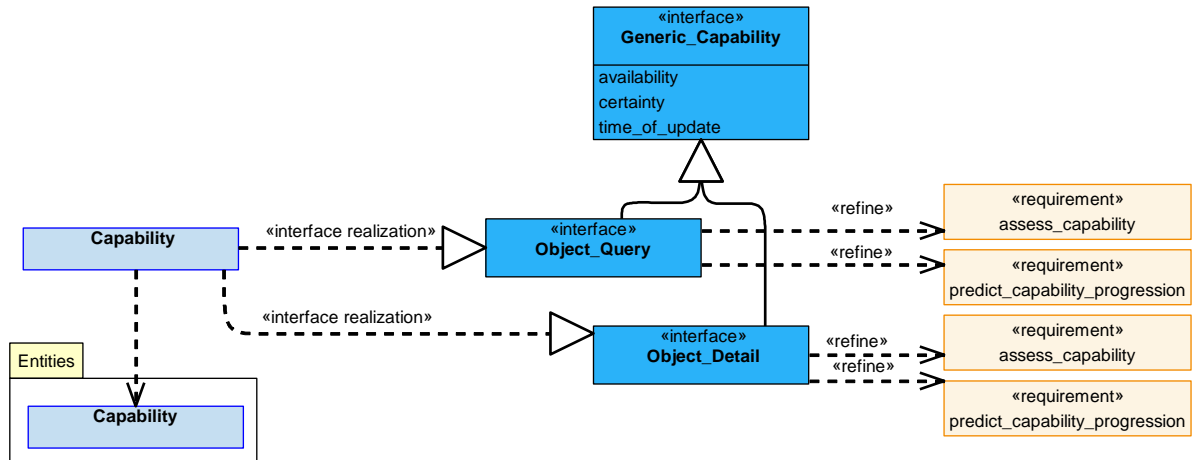 «interface»
Generic_Capability
availability
certainty
time_of_update
«requirement»
assess_capability
«refine»
«interface»
Object_Query
«interface realization»
Capability
«refine»
«requirement»
predict_capability_progression
«interface realization»
«interface»
Object_Detail
«refine»
«requirement»
assess_capability
«refine»
«requirement»
predict_capability_progression
Entities
Capability